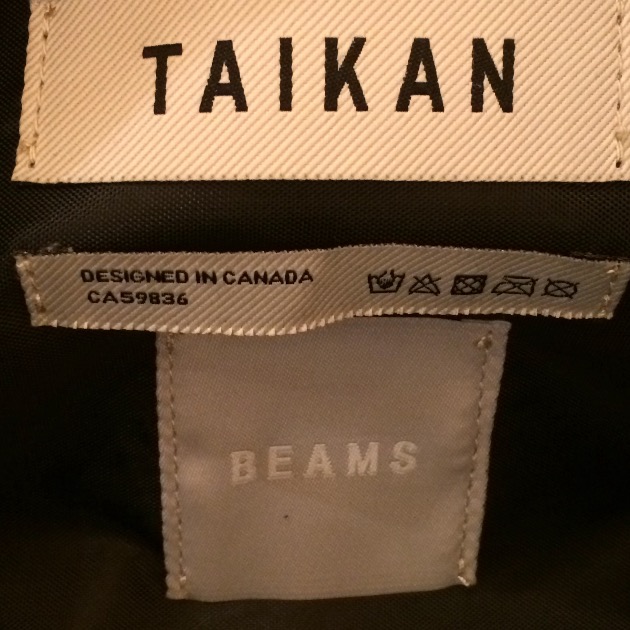 TAIKAN
DESIGNED IN CANADA
CA59836
BEAMS